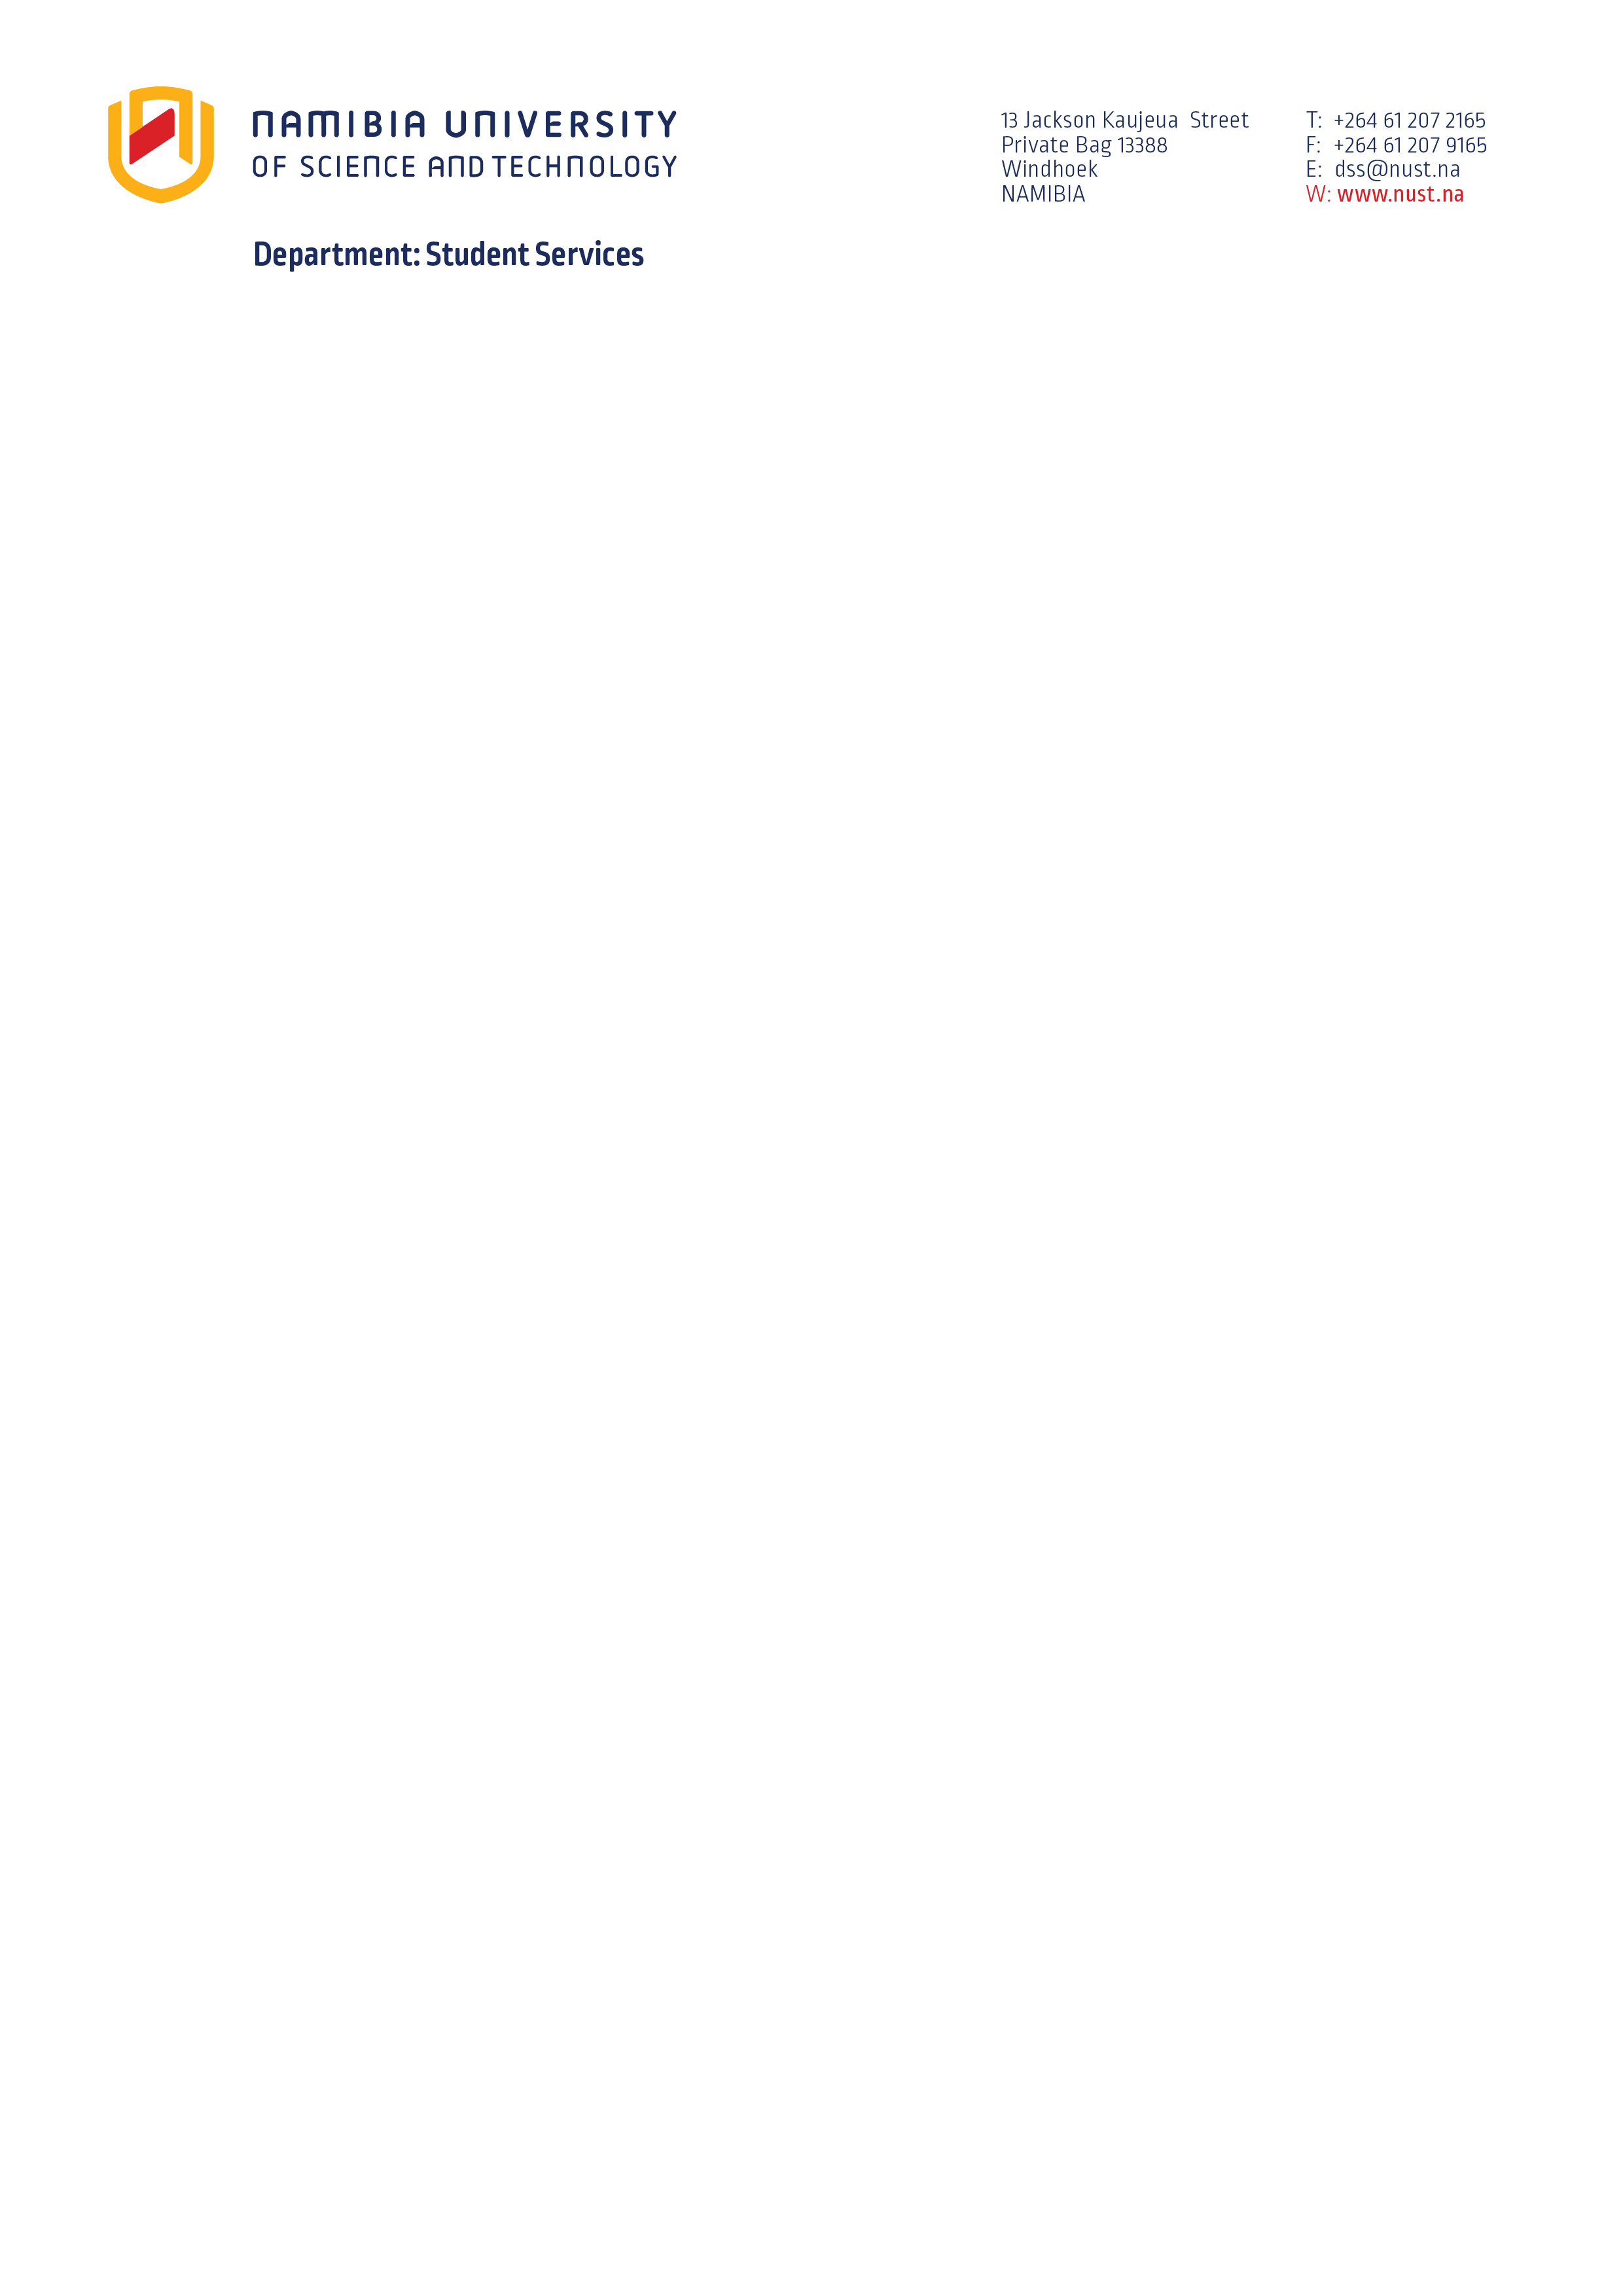 NAMIBIA UNIVERSITY
OF SCIENCE AND TECHNOLOGY
Department: Student Services
13 Jackson Kaujeua Street
Private Bag 13388
Windhoek
NAMIBIA
T: +264 61 207 2165
F: +264 61 207 9165
E: dss@nust.na
W: www.nust.na